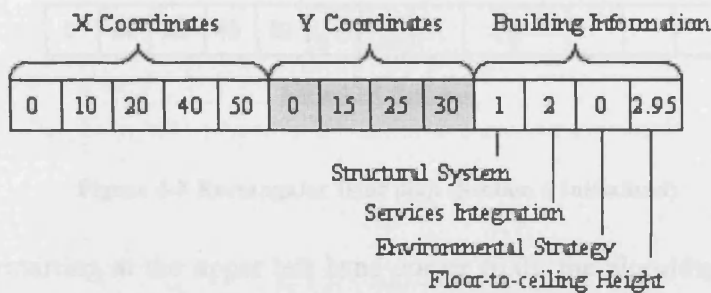 X Coordinates Y Coordinates Building Information
0 10 20 40 50 0 15 25 30 1 2 0 2.95
Structural System
Services Integration
Environmental Strategy
Floor-to-ceiling Height